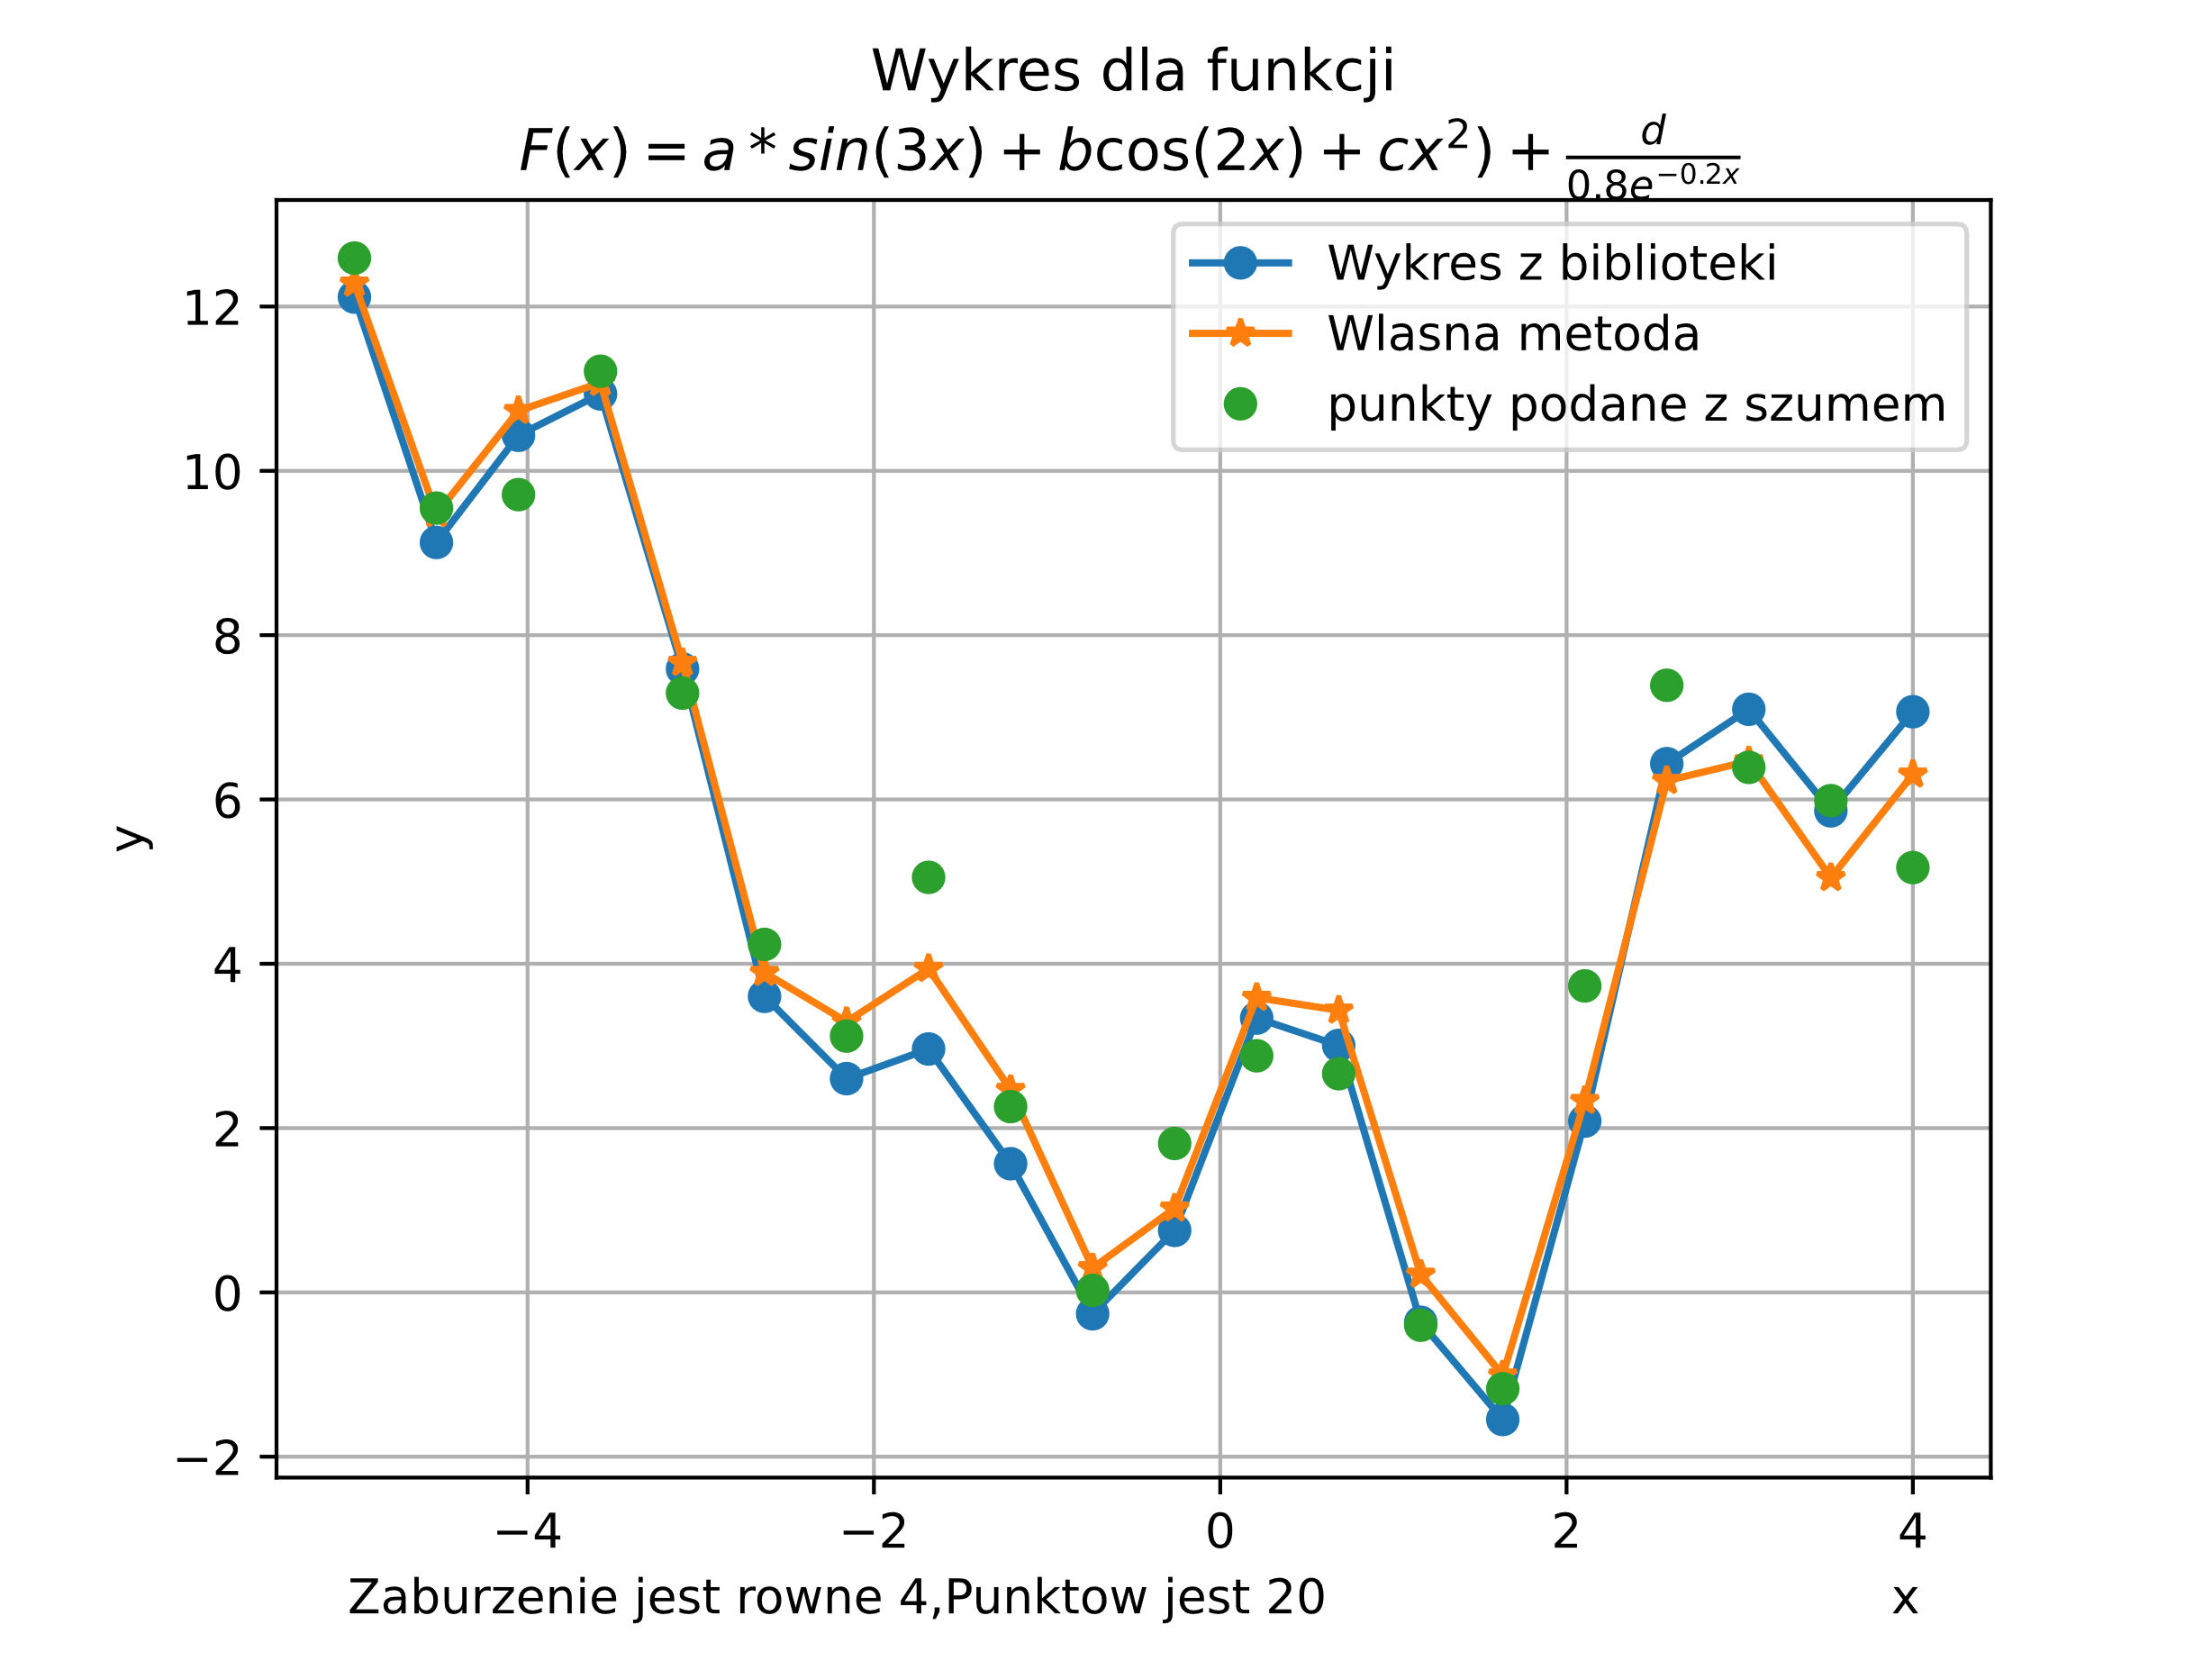 Wykres dla funkcji
F(x) = a * sin(3x) + bcos(2x) + cx²) + d / 0.8e^(−0.2x)
Wykres z biblioteki
Wlasna metoda
punkty podane z szumem
12
10
8
6
4
2
0
−2
y
−4 −2 0 2 4
Zaburzenie jest rowne 4,Punktow jest 20 x